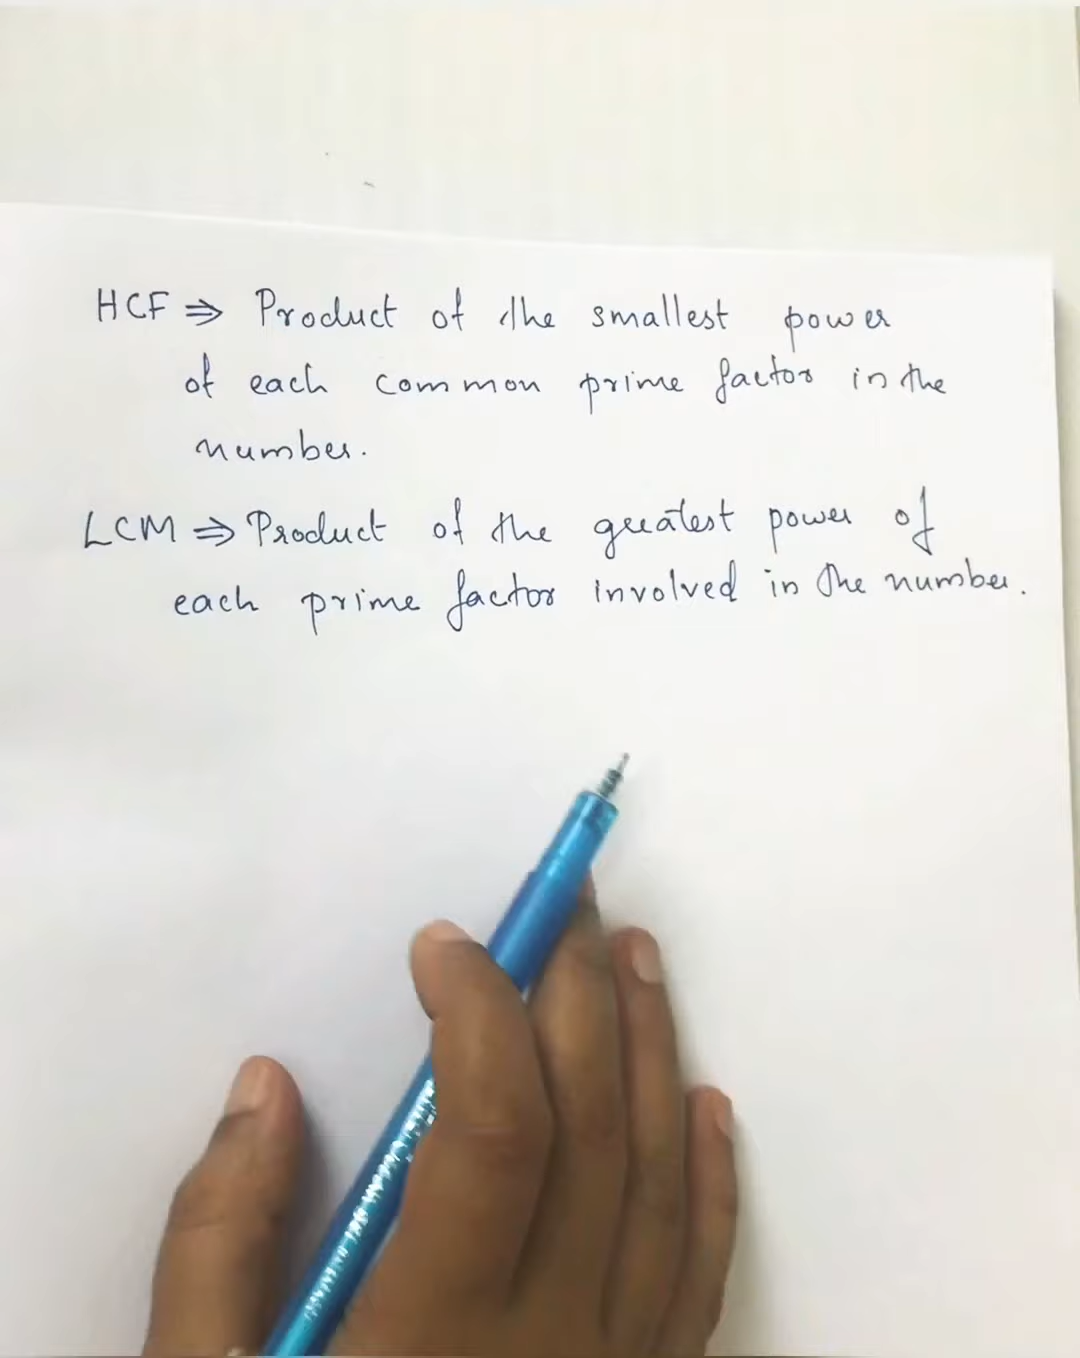 HCF ⇒ Product of the smallest power
of each common prime factor in the
number.
LCM ⇒ Product of the greatest power of
each prime factor involved in the number.